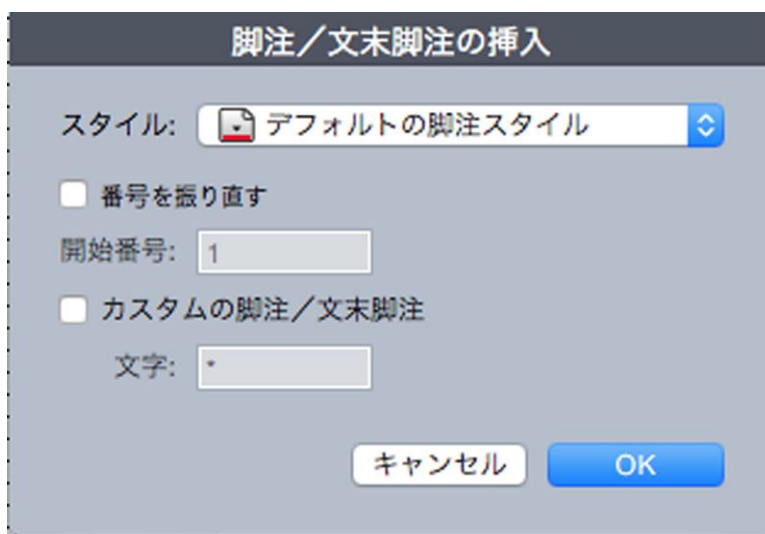 脚注／文末脚注の挿入
スタイル: デフォルトの脚注スタイル
番号を振り直す
開始番号: 1
カスタムの脚注／文末脚注
文字: *
キャンセル OK